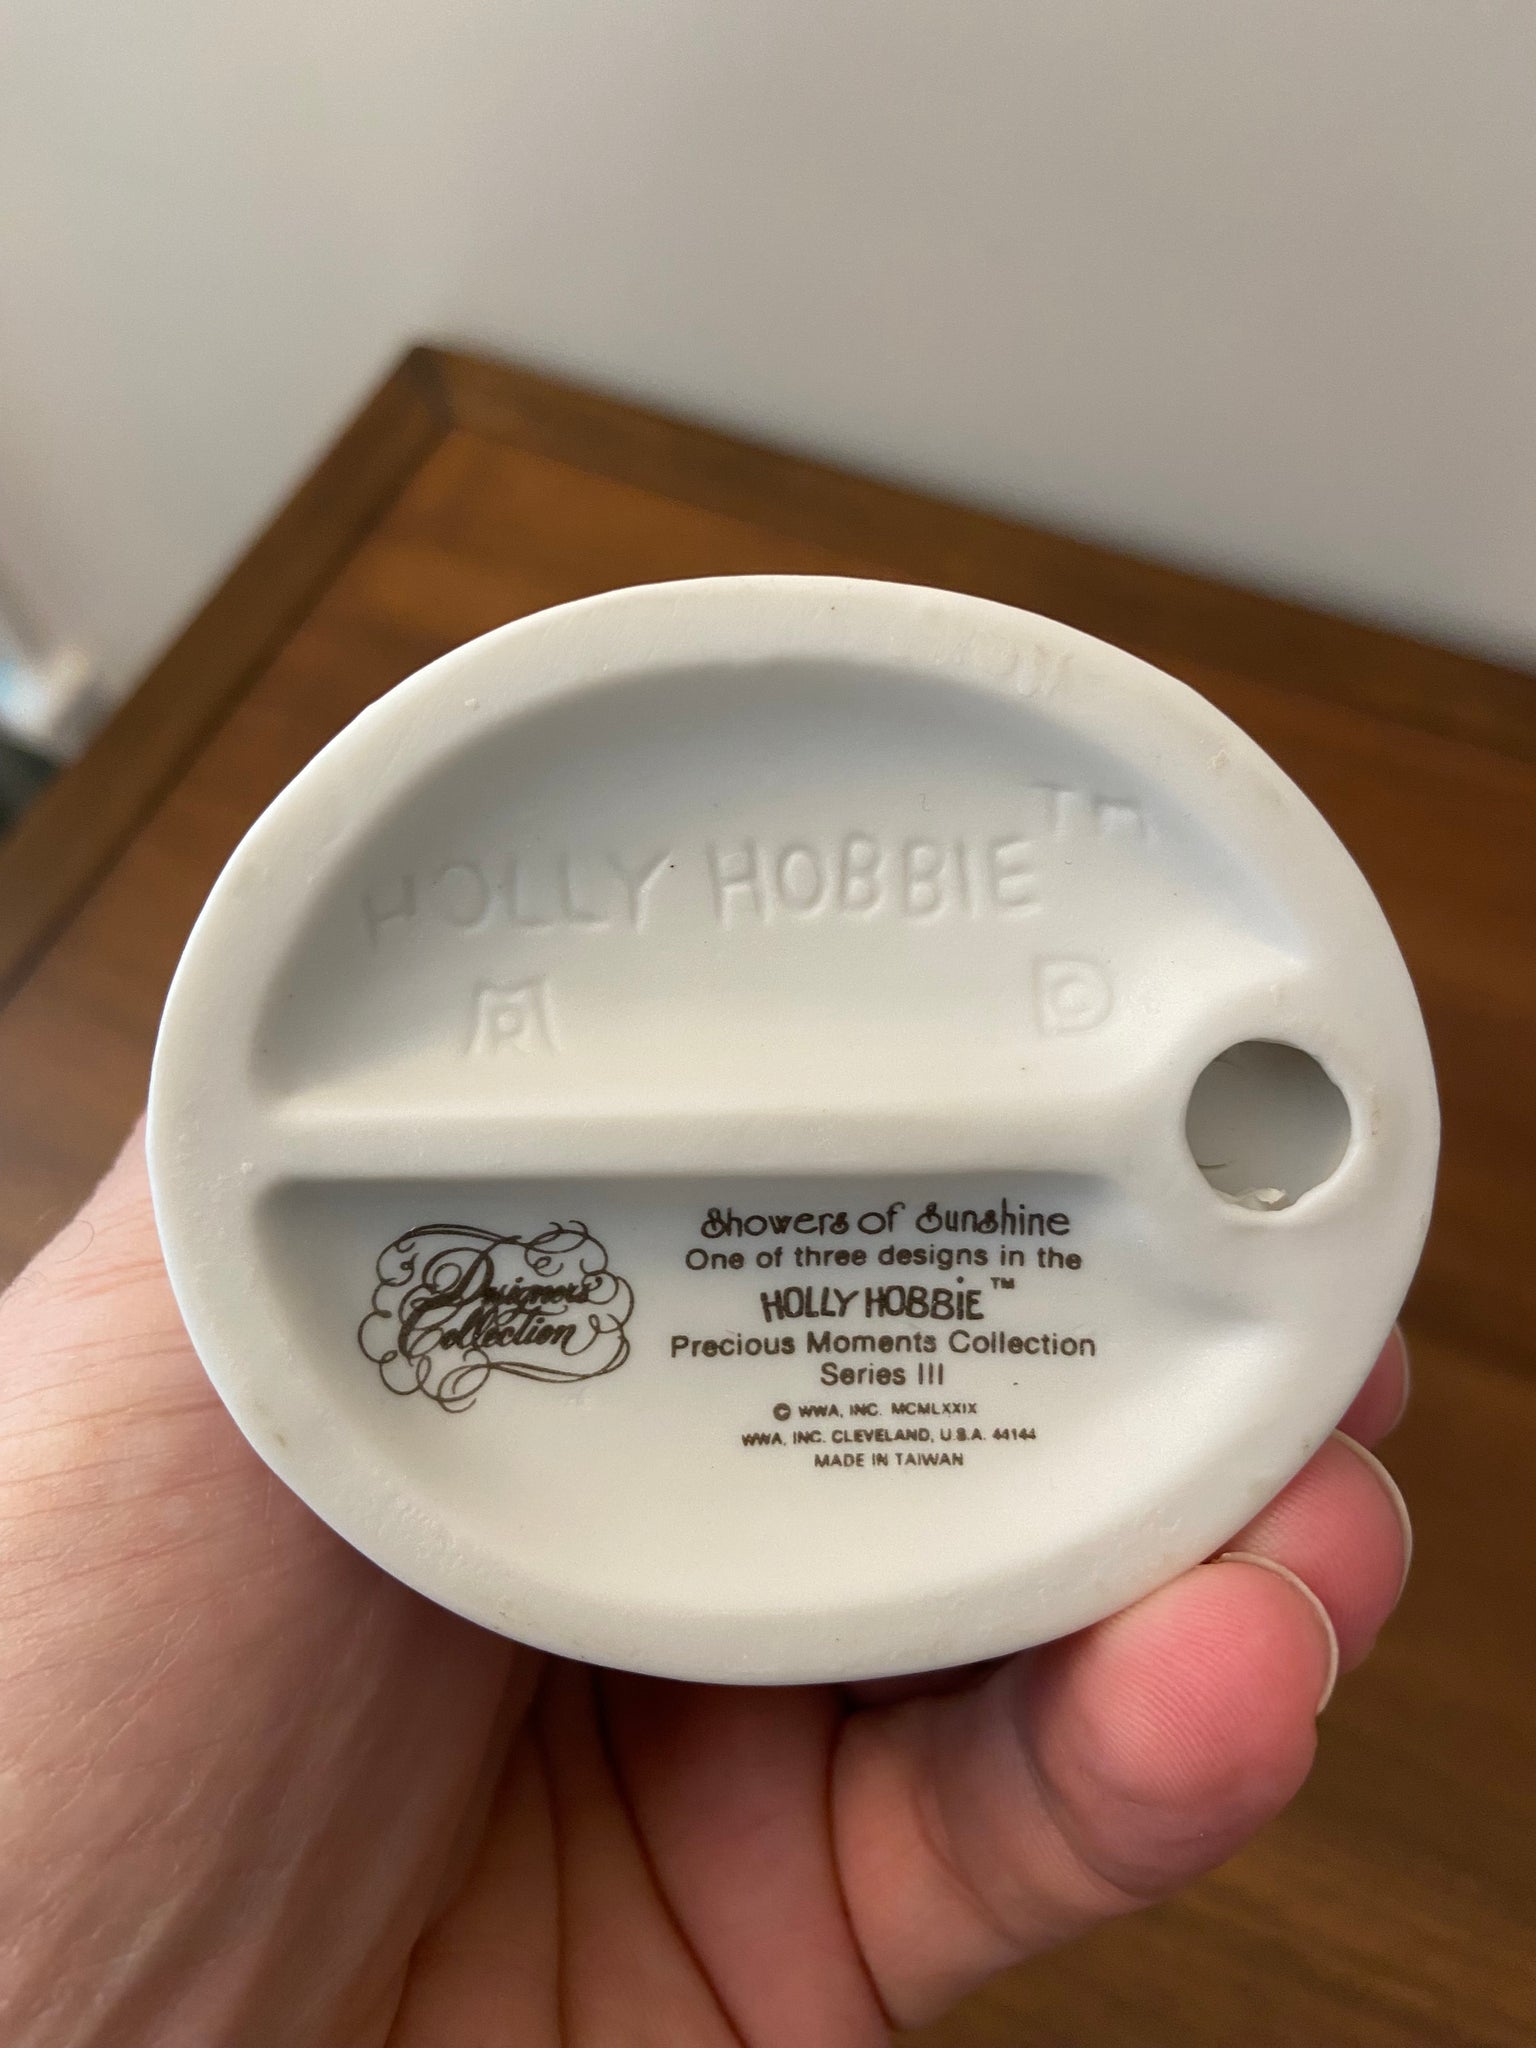 HOLLY HOBBIE™
Designers'
Collection
Showers of Sunshine
One of three designs in the
HOLLY HOBBIE™
Precious Moments Collection
Series III
© WWA, INC. MCMLXXIX
WWA, INC. CLEVELAND, U.S.A. 44144
MADE IN TAIWAN